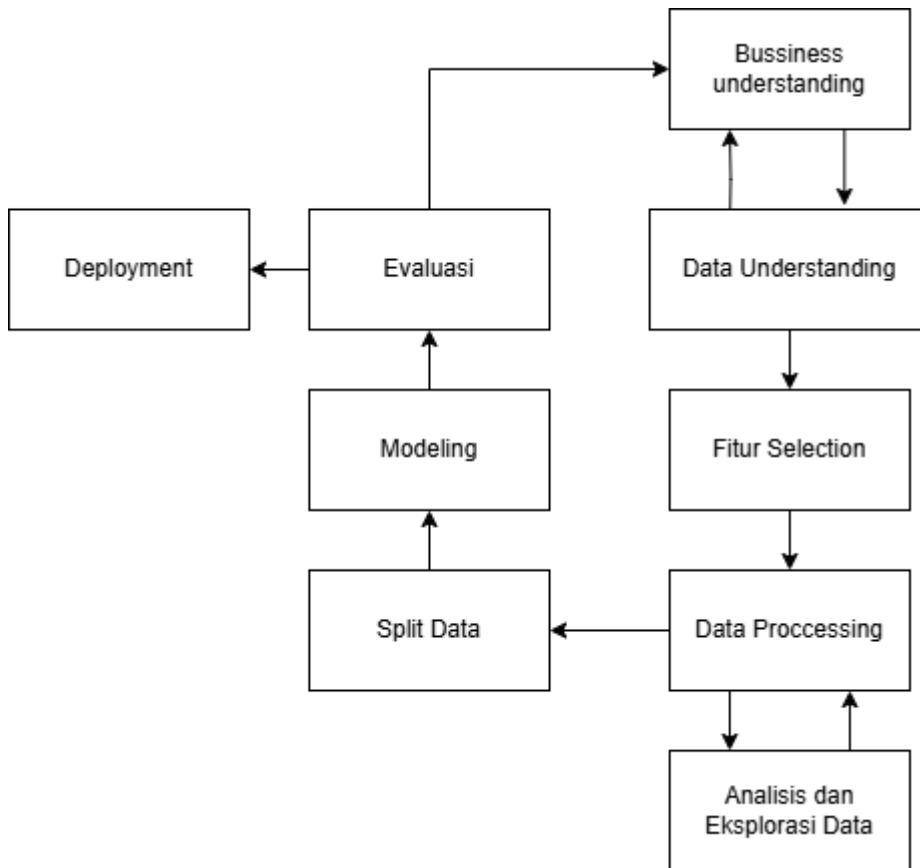 Bussiness
understanding
Deployment
Evaluasi
Data Understanding
Modeling
Fitur Selection
Split Data
Data Proccessing
Analisis dan
Eksplorasi Data